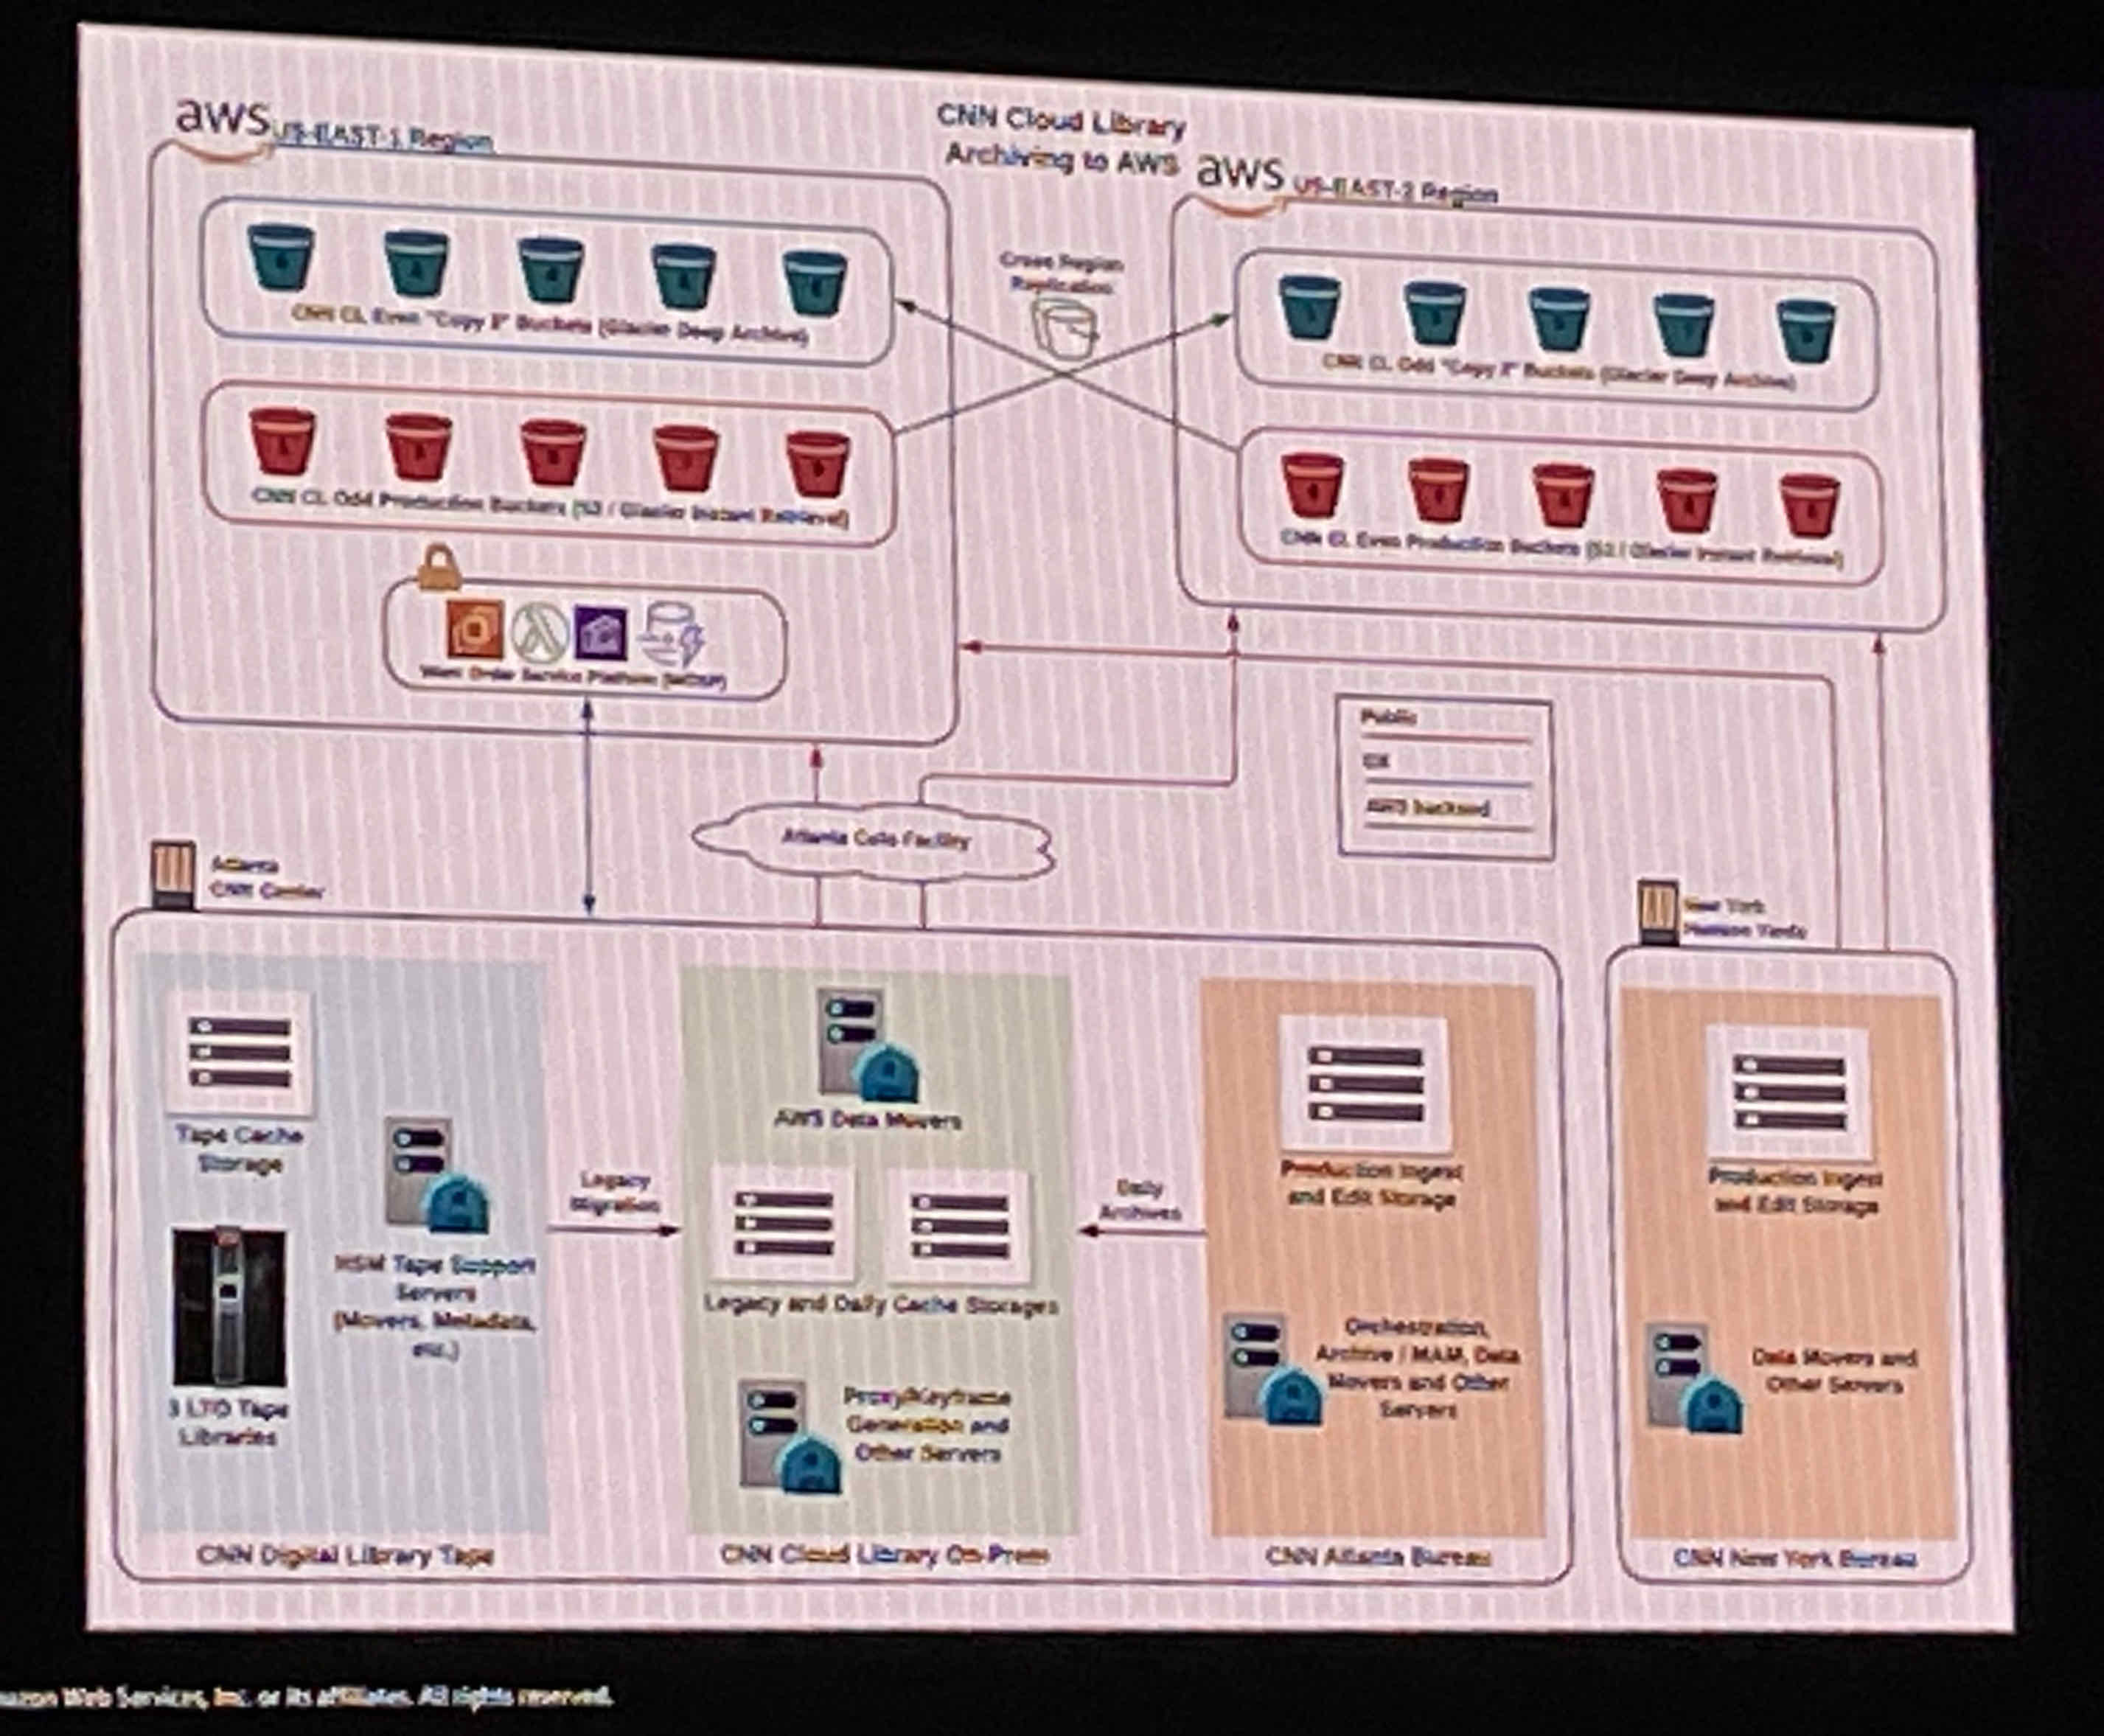 CNN Cloud Library
Archiving to AWS
aws
US-EAST-1 Region
CNN CL Even "Copy 2" Buckets (Glacier Deep Archive)
CNN CL Odd Production Buckets (S3 / Glacier Instant Retrieval)
Work Order Service Platform (WOSP)
Cross Region
Replication
aws
US-EAST-2 Region
CNN CL Odd "Copy 2" Buckets (Glacier Deep Archive)
CNN CL Even Production Buckets (S3 / Glacier Instant Retrieval)
Public
DX
AWS backend
Atlanta Colo Facility
Atlanta
CNN Center
New York
Hudson Yards
Tape Cache
Storage
HSM Tape Support
Servers
(Movers, Metadata,
etc.)
3 LTO Tape
Libraries
CNN Digital Library Tape
Legacy
Migration
AWS Data Movers
Legacy and Daily Cache Storages
Proxy/Keyframe
Generation and
Other Servers
CNN Cloud Library On-Prem
Daily
Archives
Production Ingest
and Edit Storage
Orchestration,
Archive / MAM, Data
Movers and Other
Servers
CNN Atlanta Bureau
Production Ingest
and Edit Storage
Data Movers and
Other Servers
CNN New York Bureau
Web Services, Inc. or its affiliates. All rights reserved.